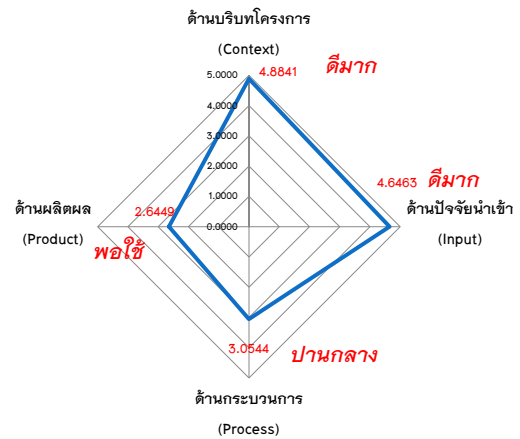 ด้านบริบทโครงการ
(Context)
5.0000
4.8841
ดีมาก
4.0000
3.0000
2.0000
1.0000
0.0000
4.6463
ดีมาก
ด้านปัจจัยนำเข้า
(Input)
ด้านผลิตผล
(Product)
2.6449
พอใช้
3.0544
ปานกลาง
ด้านกระบวนการ
(Process)